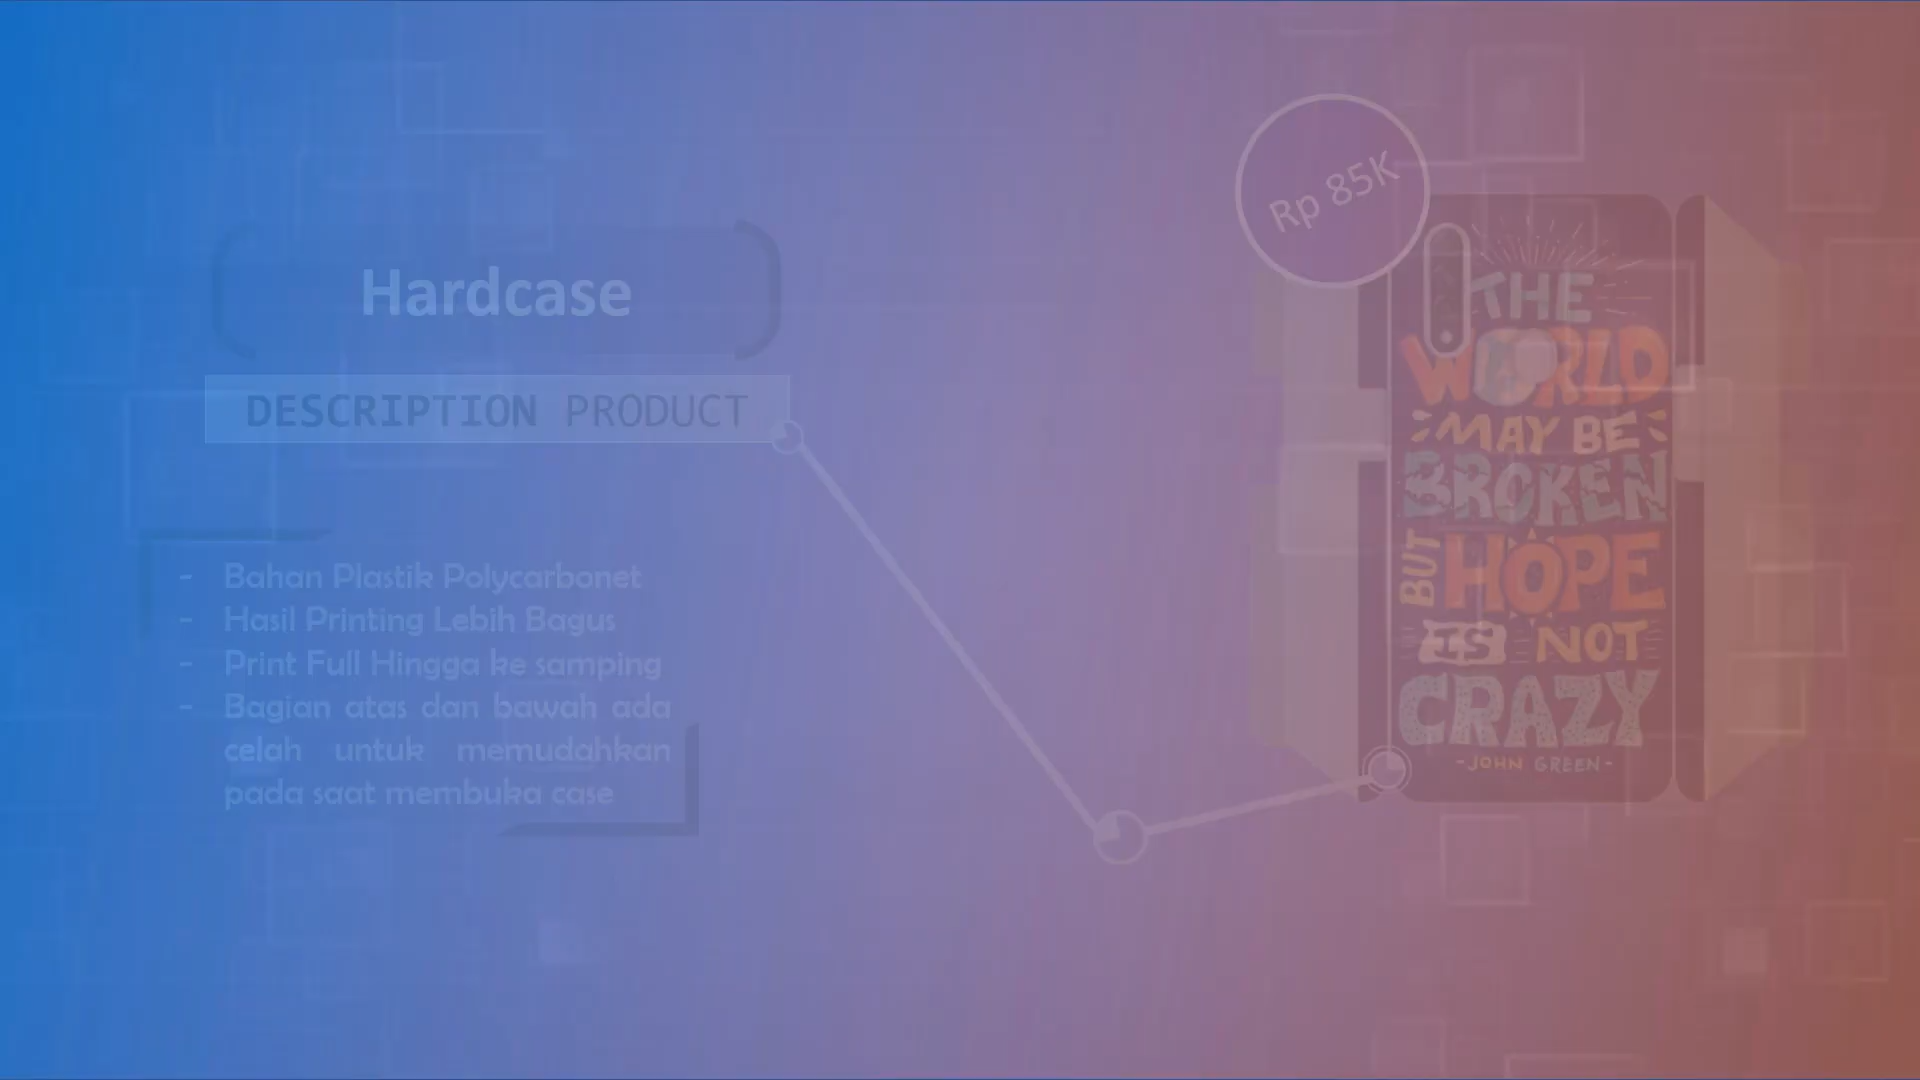 Hardcase
DESCRIPTION PRODUCT
- Bahan Plastik Polycarbonet
- Hasil Printing Lebih Bagus
- Print Full Hingga ke samping
- Bagian atas dan bawah ada
celah untuk memudahkan
pada saat membuka case
Rp 85K
THE
WORLD
MAY BE
BROKEN
BUT HOPE
IS NOT
CRAZY
-JOHN GREEN-